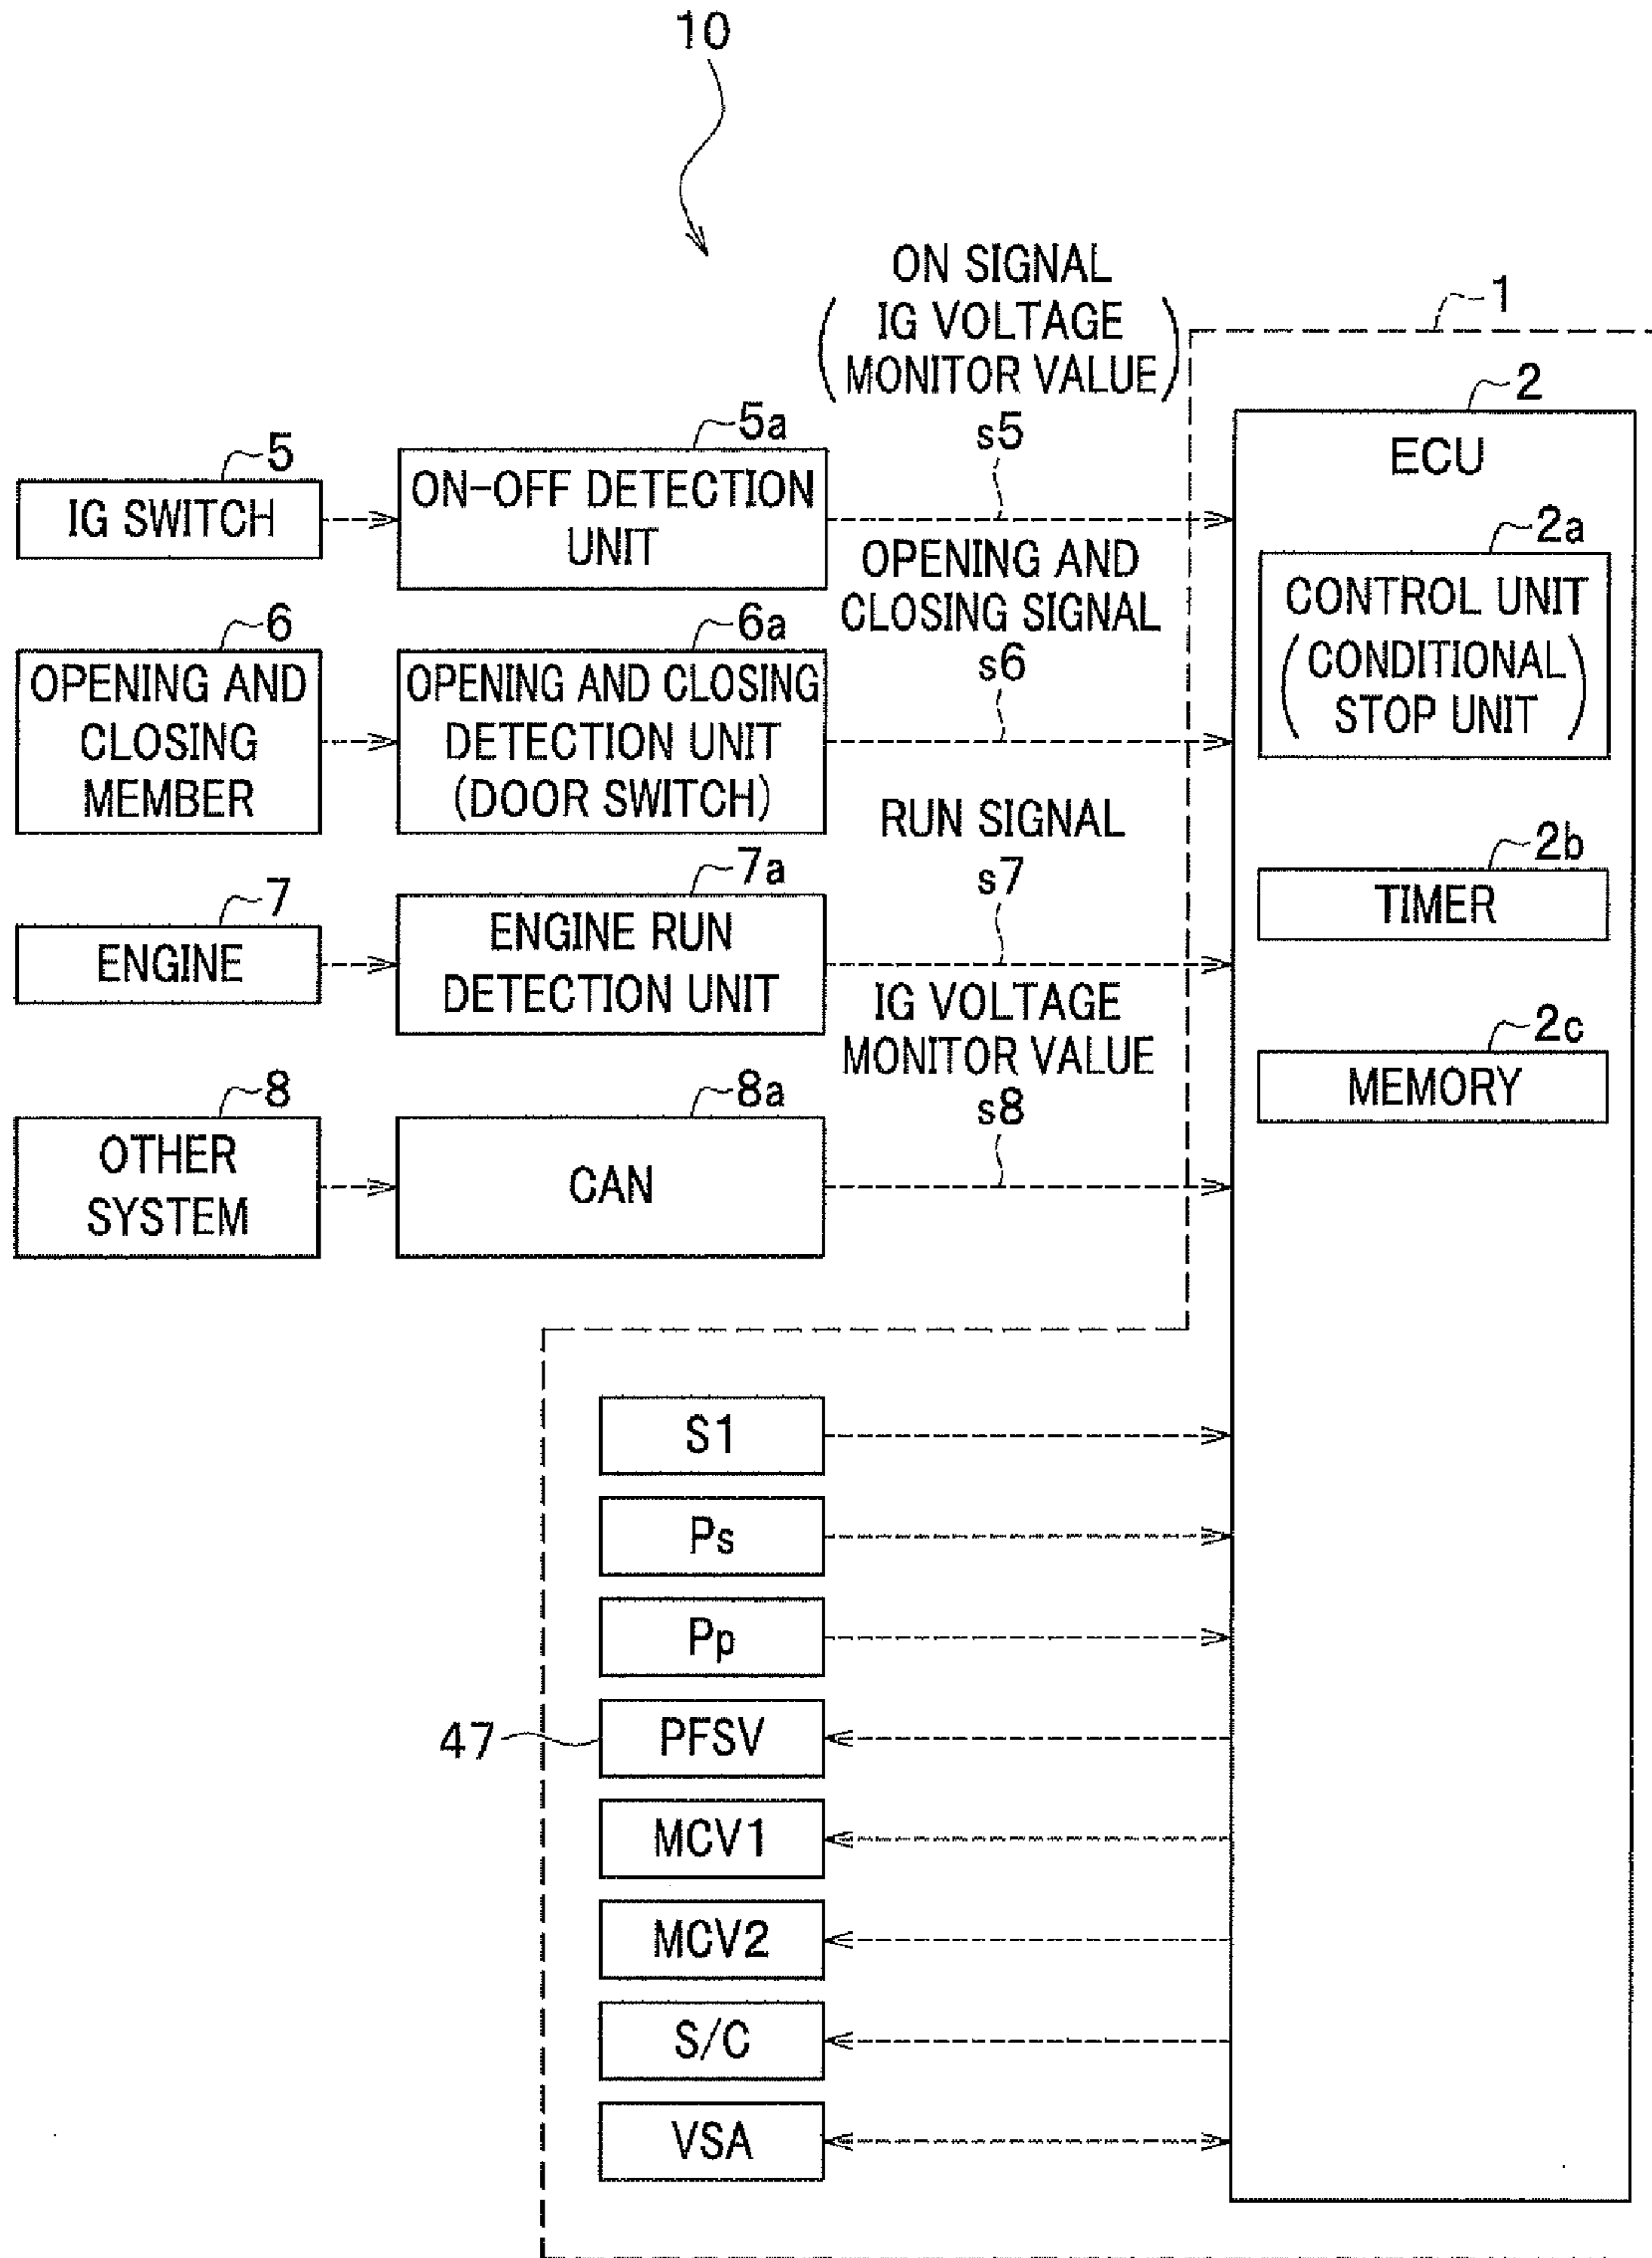 10
ON SIGNAL
(IG VOLTAGE
MONITOR VALUE)
1
s5
2
ECU
5
IG SWITCH
5a
ON-OFF DETECTION
UNIT
2a
CONTROL UNIT
(CONDITIONAL
STOP UNIT)
OPENING AND
CLOSING SIGNAL
s6
6
OPENING AND
CLOSING
MEMBER
6a
OPENING AND CLOSING
DETECTION UNIT
(DOOR SWITCH)
RUN SIGNAL
s7
2b
TIMER
7
ENGINE
7a
ENGINE RUN
DETECTION UNIT
IG VOLTAGE
MONITOR VALUE
s8
2c
MEMORY
8
OTHER
SYSTEM
8a
CAN
S1
Ps
Pp
47
PFSV
MCV1
MCV2
S/C
VSA